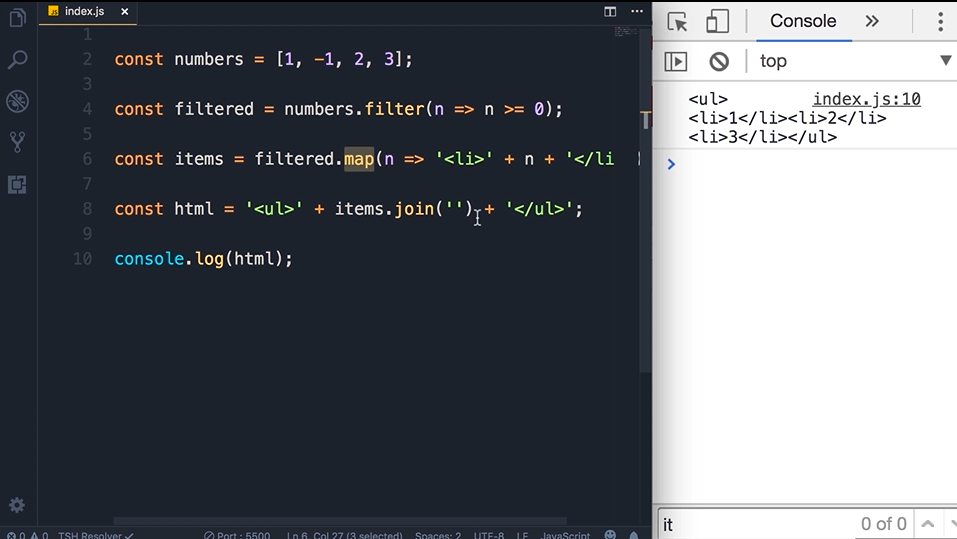 index.js ×
1
2 const numbers = [1, -1, 2, 3];
3
4 const filtered = numbers.filter(n => n >= 0);
5
6 const items = filtered.map(n => '<li>' + n + '</li
7
8 const html = '<ul>' + items.join('') + '</ul>';
9
10 console.log(html);
0 0 TSH Resolver Port : 5500 Ln 6, Col 27 (3 selected) Spaces: 2 UTF-8 LF JavaScript
Console »
top
<ul> index.js:10
<li>1</li><li>2</li>
<li>3</li></ul>
it 0 of 0